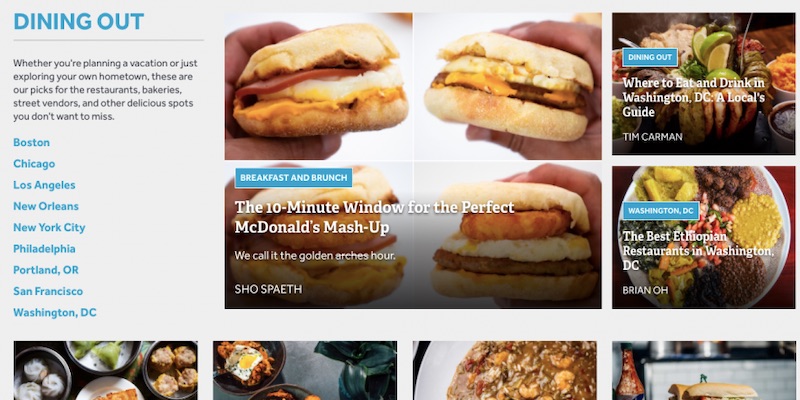 DINING OUT
Whether you're planning a vacation or just
exploring your own hometown, these are
our picks for the restaurants, bakeries,
street vendors, and other delicious spots
you don't want to miss.
Boston
Chicago
Los Angeles
New Orleans
New York City
Philadelphia
Portland, OR
San Francisco
Washington, DC
BREAKFAST AND BRUNCH
The 10-Minute Window for the Perfect
McDonald's Mash-Up
We call it the golden arches hour.
SHO SPAETH
DINING OUT
Where to Eat and Drink in
Washington, DC: A Local's
Guide
TIM CARMAN
WASHINGTON, DC
The Best Ethiopian
Restaurants in Washington,
DC
BRIAN OH